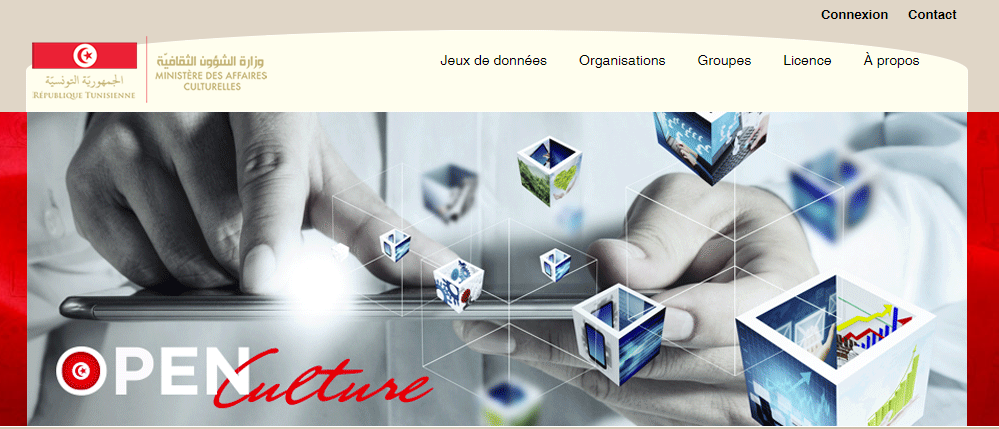 Connexion Contact
الجمهورية التونسية
RÉPUBLIQUE TUNISIENNE
وزارة الشؤون الثقافية
MINISTÈRE DES AFFAIRES
CULTURELLES
Jeux de données Organisations Groupes Licence À propos
OPEN Culture